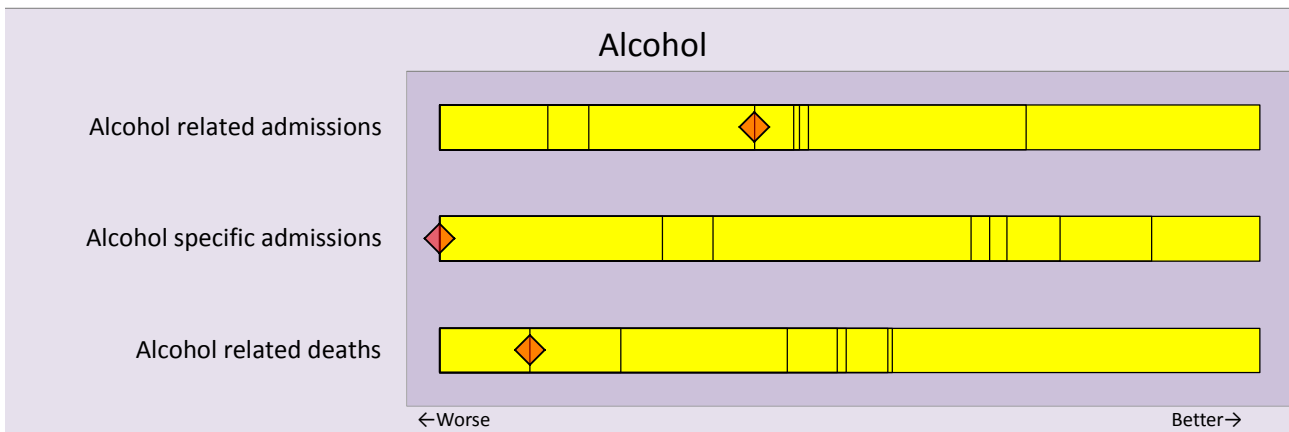 Alcohol
Alcohol related admissions
Alcohol specific admissions
Alcohol related deaths
←Worse
Better→